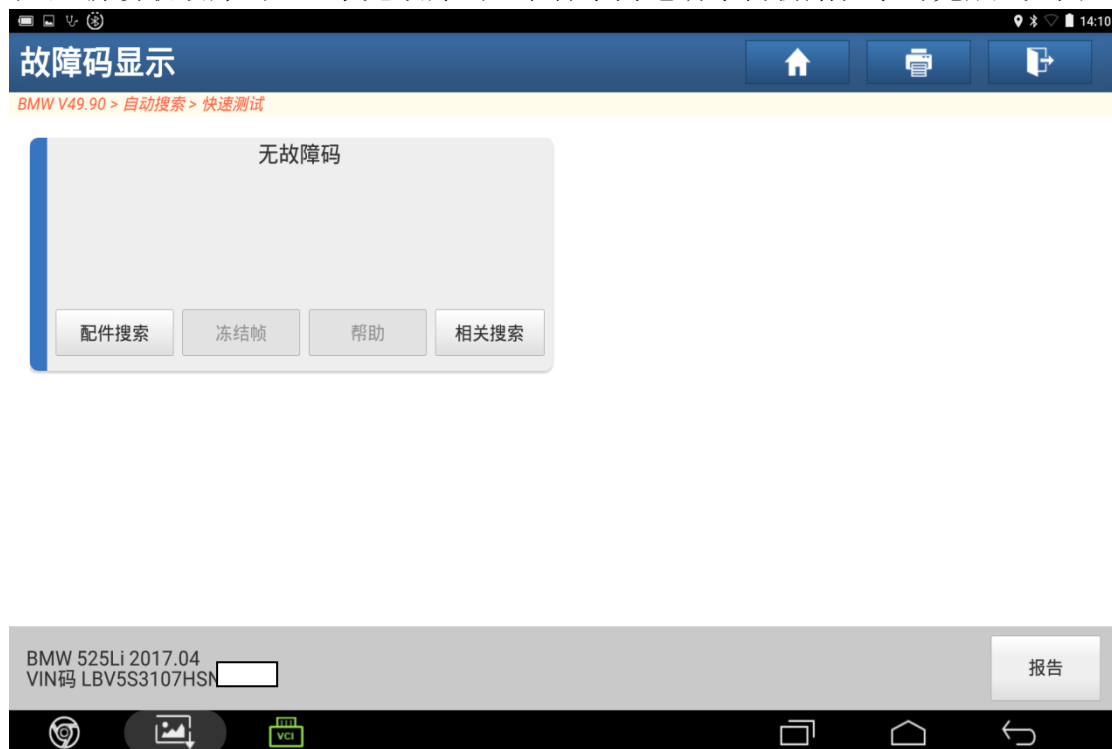 14:10
故障码显示
BMW V49.90 > 自动搜索 > 快速测试
无故障码
配件搜索
冻结帧
帮助
相关搜索
BMW 525Li 2017.04
VIN码 LBV5S3107HSN
报告
VCI